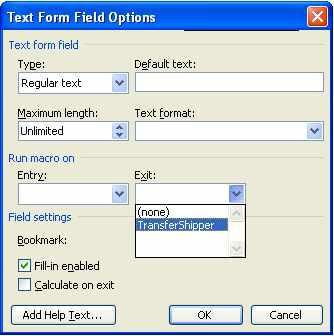 Text Form Field Options
Text form field
Type: Default text:
Regular text
Maximum length: Text format:
Unlimited
Run macro on
Entry: Exit:
(none)
TransferShipper
Field settings
Bookmark:
Fill-in enabled
Calculate on exit
Add Help Text... OK Cancel